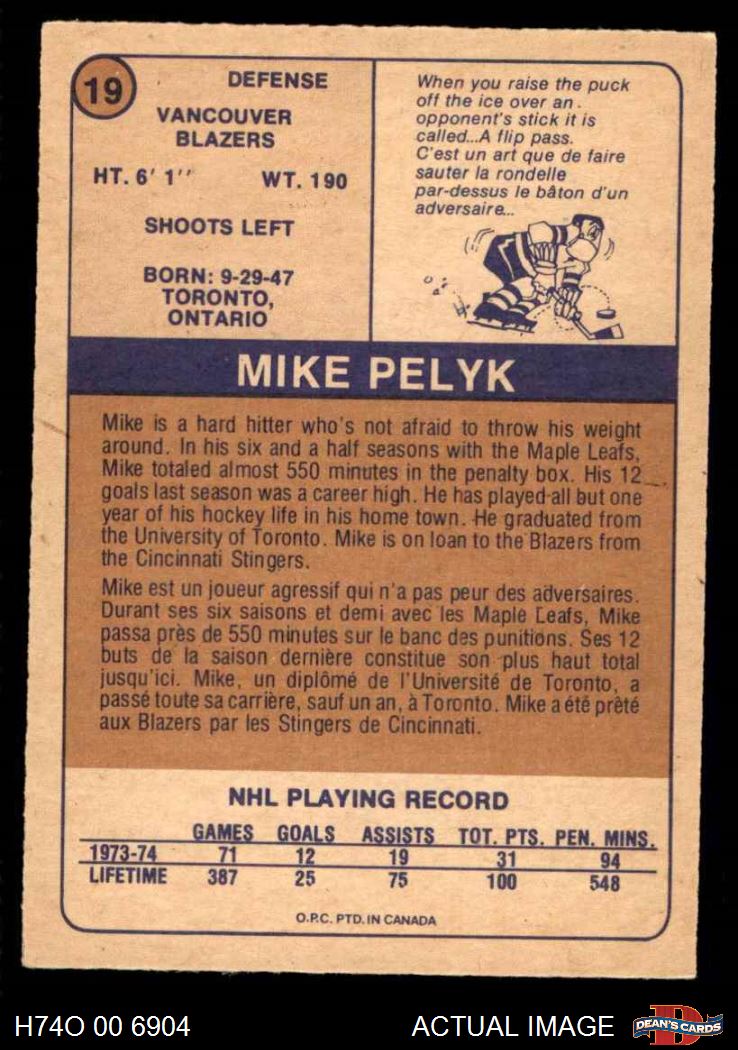 19
DEFENSE
VANCOUVER
BLAZERS
HT. 6' 1'' WT. 190
SHOOTS LEFT
BORN: 9-29-47
TORONTO,
ONTARIO
When you raise the puck
off the ice over an
opponent's stick it is
called...A flip pass.
C'est un art que de faire
sauter la rondelle
par-dessus le bâton d'un
adversaire...
MIKE PELYK
Mike is a hard hitter who's not afraid to throw his weight
around. In his six and a half seasons with the Maple Leafs,
Mike totaled almost 550 minutes in the penalty box. His 12
goals last season was a career high. He has played all but one
year of his hockey life in his home town. He graduated from
the University of Toronto. Mike is on loan to the Blazers from
the Cincinnati Stingers.
Mike est un joueur agressif qui n'a pas peur des adversaires.
Durant ses six saisons et demi avec les Maple Leafs, Mike
passa près de 550 minutes sur le banc des punitions. Ses 12
buts de la saison dernière constitue son plus haut total
jusqu'ici. Mike, un diplômé de l'Université de Toronto, a
passé toute sa carrière, sauf un an, à Toronto. Mike a été prêté
aux Blazers par les Stingers de Cincinnati.
NHL PLAYING RECORD
GAMES GOALS ASSISTS TOT. PTS. PEN. MINS.
1973-74 71 12 19 31 94
LIFETIME 387 25 75 100 548
O.P.C. PTD. IN CANADA
H74O 00 6904 ACTUAL IMAGE D DEAN'S CARDS